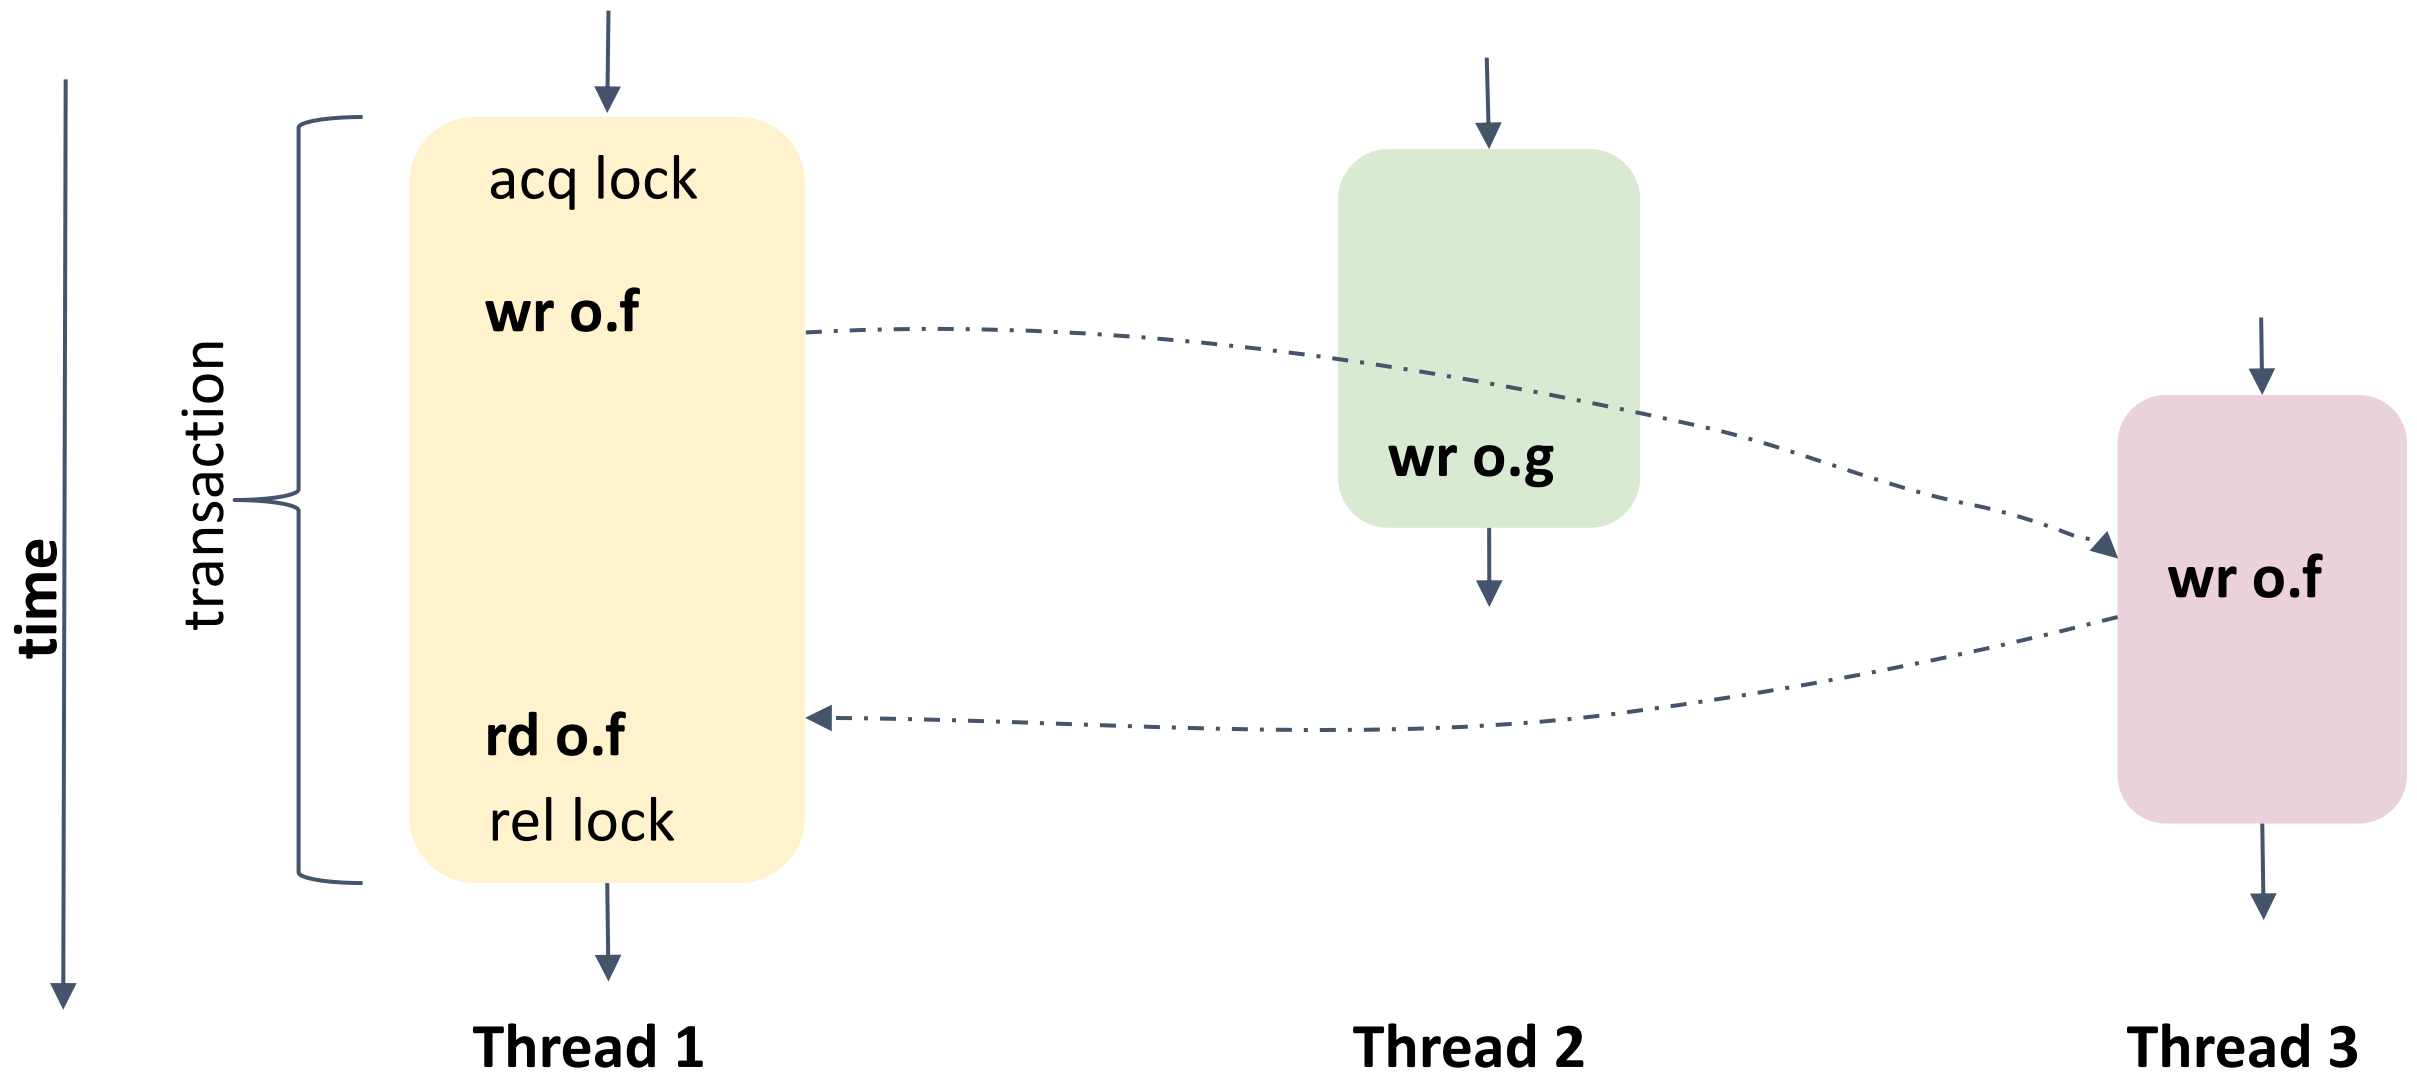 time
transaction
acq lock
wr o.f
rd o.f
rel lock
wr o.g
wr o.f
Thread 1
Thread 2
Thread 3